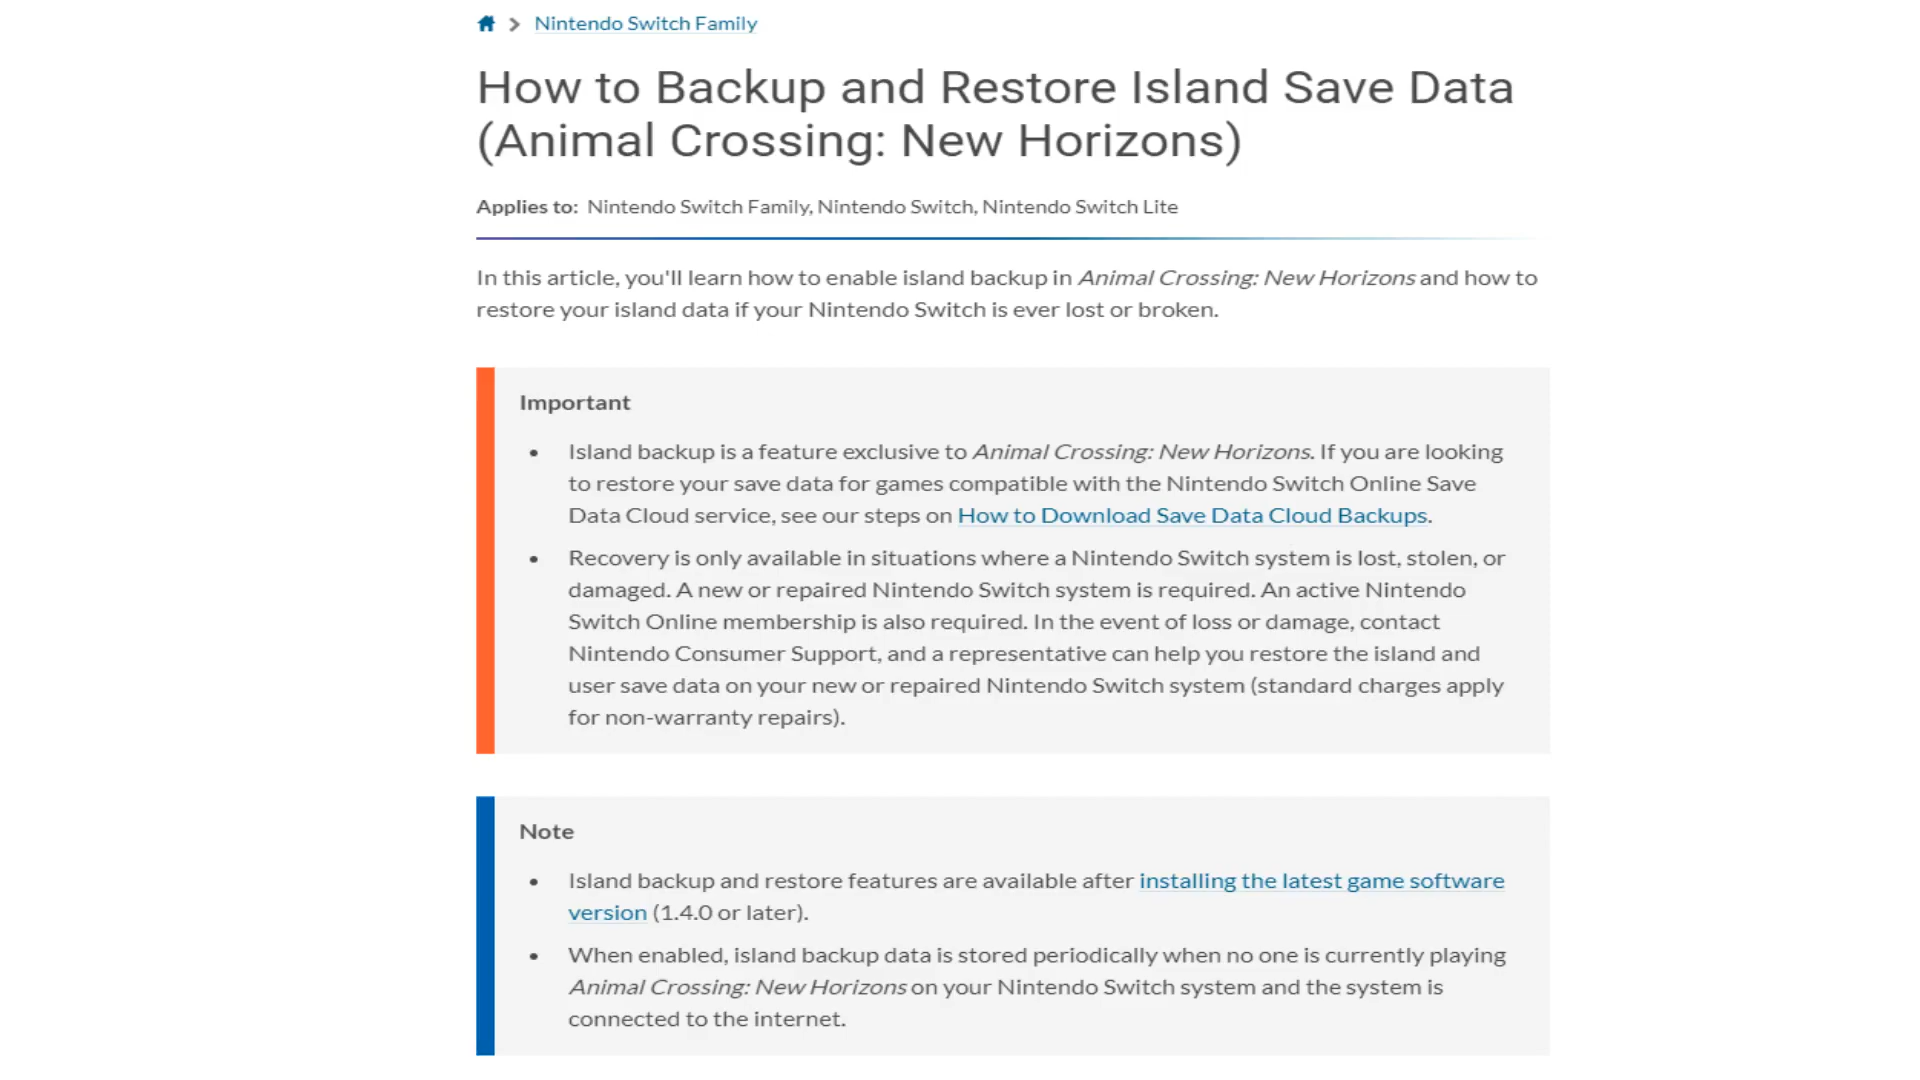 Nintendo Switch Family
How to Backup and Restore Island Save Data
(Animal Crossing: New Horizons)
Applies to: Nintendo Switch Family, Nintendo Switch, Nintendo Switch Lite
In this article, you'll learn how to enable island backup in Animal Crossing: New Horizons and how to
restore your island data if your Nintendo Switch is ever lost or broken.
Important
• Island backup is a feature exclusive to Animal Crossing: New Horizons. If you are looking
to restore your save data for games compatible with the Nintendo Switch Online Save
Data Cloud service, see our steps on How to Download Save Data Cloud Backups.
• Recovery is only available in situations where a Nintendo Switch system is lost, stolen, or
damaged. A new or repaired Nintendo Switch system is required. An active Nintendo
Switch Online membership is also required. In the event of loss or damage, contact
Nintendo Consumer Support, and a representative can help you restore the island and
user save data on your new or repaired Nintendo Switch system (standard charges apply
for non-warranty repairs).
Note
• Island backup and restore features are available after installing the latest game software
version (1.4.0 or later).
• When enabled, island backup data is stored periodically when no one is currently playing
Animal Crossing: New Horizons on your Nintendo Switch system and the system is
connected to the internet.